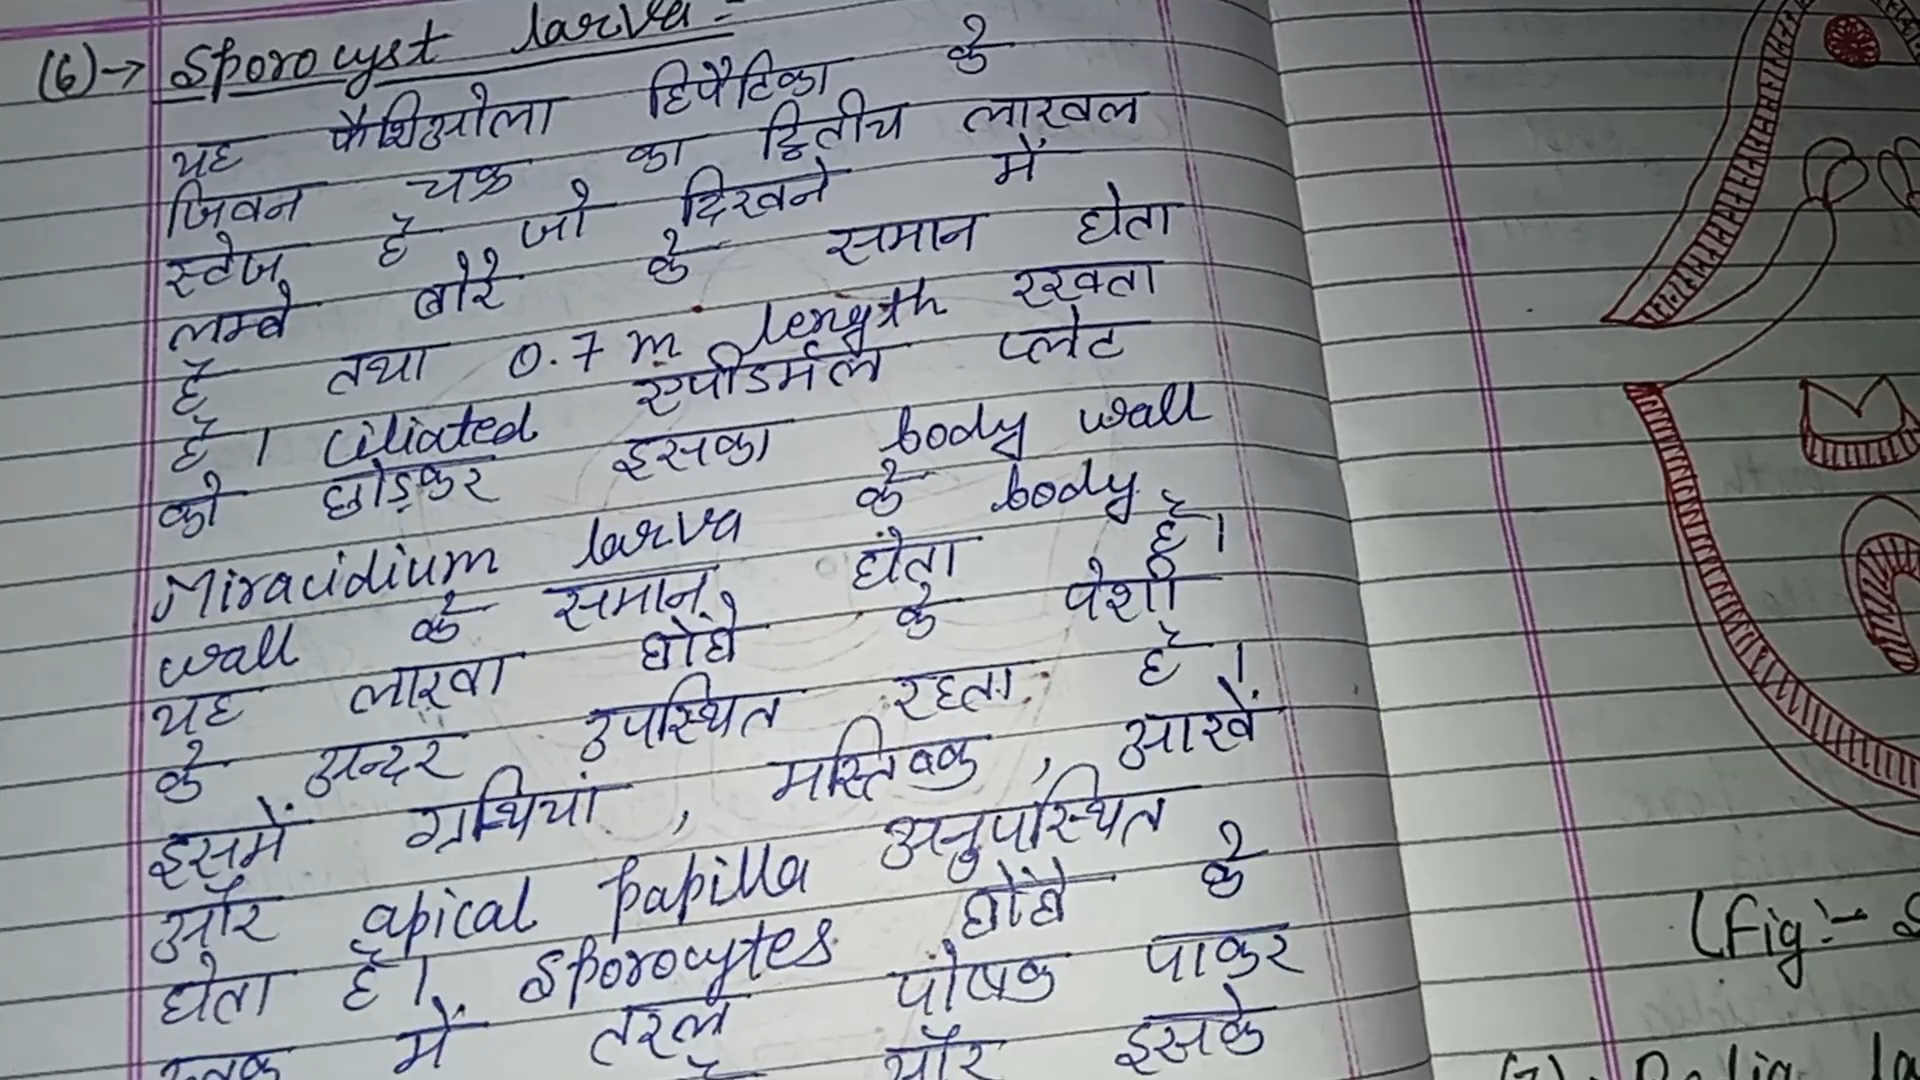 (6)→ Sporocyst larva:-
यह फैशिओला हिपैटिका के
जिवन चक्र का द्वितीय लारवल
स्टेज है जो दिखने में
लम्बे बोरे के समान होता
है तथा 0.7 m length रखता
है। Ciliated एपीडर्मल प्लेट
को छोड़कर इसका body wall
Miracidium larva के body
wall के समान होता है।
यह लारवा घोंघे के पेशी
के अन्दर उपस्थित रहता है।
इसमें ग्रन्थियां, मस्तिष्क, आखें
और apical papilla अनुपस्थित
होता है। Sporocytes घोंघे के
में तरल पोषक पाकर
और इसके
(Fig:- S
(7)